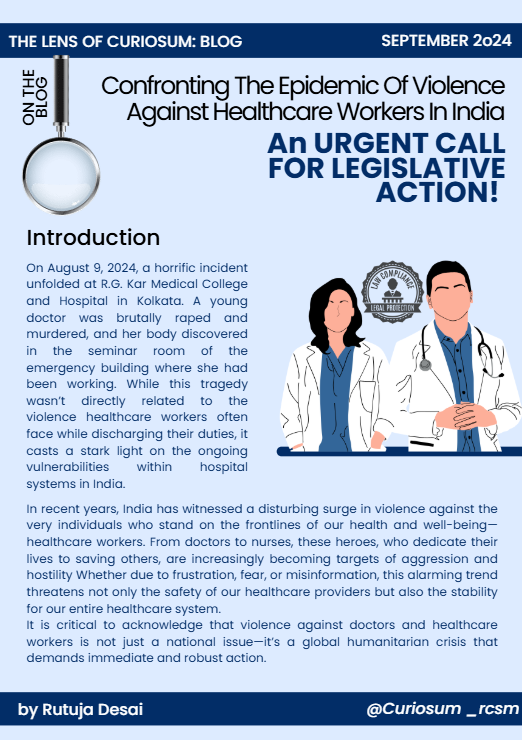 THE LENS OF CURIOSUM: BLOG
SEPTEMBER 2o24
ON THE
BLOG
Confronting The Epidemic Of Violence
Against Healthcare Workers In India
An URGENT CALL
FOR LEGISLATIVE
ACTION!
Introduction
On August 9, 2024, a horrific incident
unfolded at R.G. Kar Medical College
and Hospital in Kolkata. A young
doctor was brutally raped and
murdered, and her body discovered
in the seminar room of the
emergency building where she had
been working. While this tragedy
wasn’t directly related to the
violence healthcare workers often
face while discharging their duties, it
casts a stark light on the ongoing
vulnerabilities within hospital
systems in India.
LAW COMPLIANCE
LEGAL PROTECTION
In recent years, India has witnessed a disturbing surge in violence against the
very individuals who stand on the frontlines of our health and well-being—
healthcare workers. From doctors to nurses, these heroes, who dedicate their
lives to saving others, are increasingly becoming targets of aggression and
hostility Whether due to frustration, fear, or misinformation, this alarming trend
threatens not only the safety of our healthcare providers but also the stability
for our entire healthcare system.
It is critical to acknowledge that violence against doctors and healthcare
workers is not just a national issue—it’s a global humanitarian crisis that
demands immediate and robust action.
by Rutuja Desai
@Curiosum _rcsm